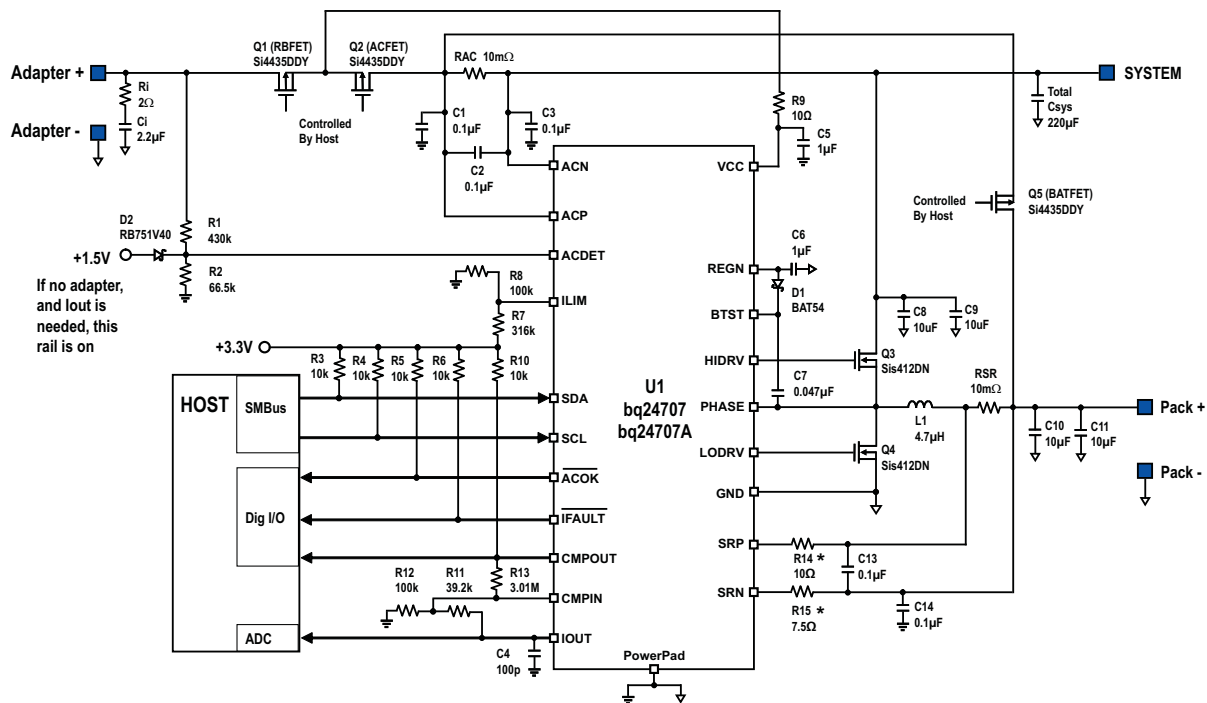 Q1 (RBFET)
Si4435DDY
Q2 (ACFET)
Si4435DDY
RAC 10mΩ
Adapter +
SYSTEM
Ri
2Ω
Ci
2.2µF
Adapter -
Controlled
By Host
C1
0.1µF
C3
0.1µF
C2
0.1µF
R9
10Ω
C5
1µF
Total
Csys
220µF
ACN
VCC
Controlled
By Host
Q5 (BATFET)
Si4435DDY
ACP
D2
RB751V40
R1
430k
+1.5V
ACDET
R2
66.5k
If no adapter,
and Iout is
needed, this
rail is on
R8
100k
ILIM
R7
316k
REGN
C6
1µF
D1
BAT54
BTST
C8
10uF
C9
10uF
+3.3V
R3
10k
R4
10k
R5
10k
R6
10k
R10
10k
HIDRV
Q3
Sis412DN
HOST
SMBus
SDA
SCL
U1
bq24707
bq24707A
C7
0.047µF
PHASE
L1
4.7µH
RSR
10mΩ
Pack +
C10
10µF
C11
10µF
LODRV
Q4
Sis412DN
Pack -
ACOK
GND
Dig I/O
IFAULT
CMPOUT
SRP
R14 *
10Ω
C13
0.1µF
R12
100k
R11
39.2k
R13
3.01M
CMPIN
SRN
R15 *
7.5Ω
C14
0.1µF
ADC
IOUT
C4
100p
PowerPad